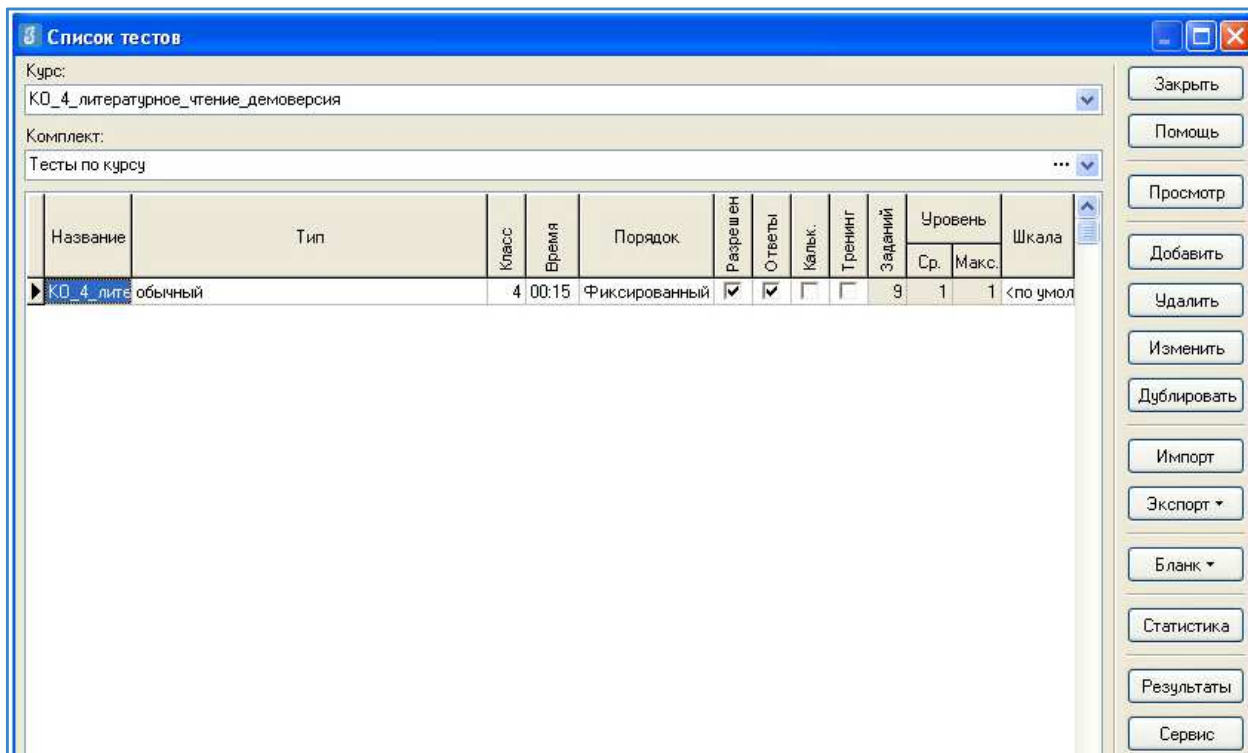 Список тестов
Курс:
КО_4_литературное_чтение_демоверсия
Комплект:
Тесты по курсу ...
Название Тип Класс Время Порядок Разрешен Ответы Кальк. Тренинг Заданий Уровень Шкала
Ср. Макс.
КО_4_лите обычный 4 00:15 Фиксированный 9 1 1 <по умол
Закрыть
Помощь
Просмотр
Добавить
Удалить
Изменить
Дублировать
Импорт
Экспорт
Бланк
Статистика
Результаты
Сервис